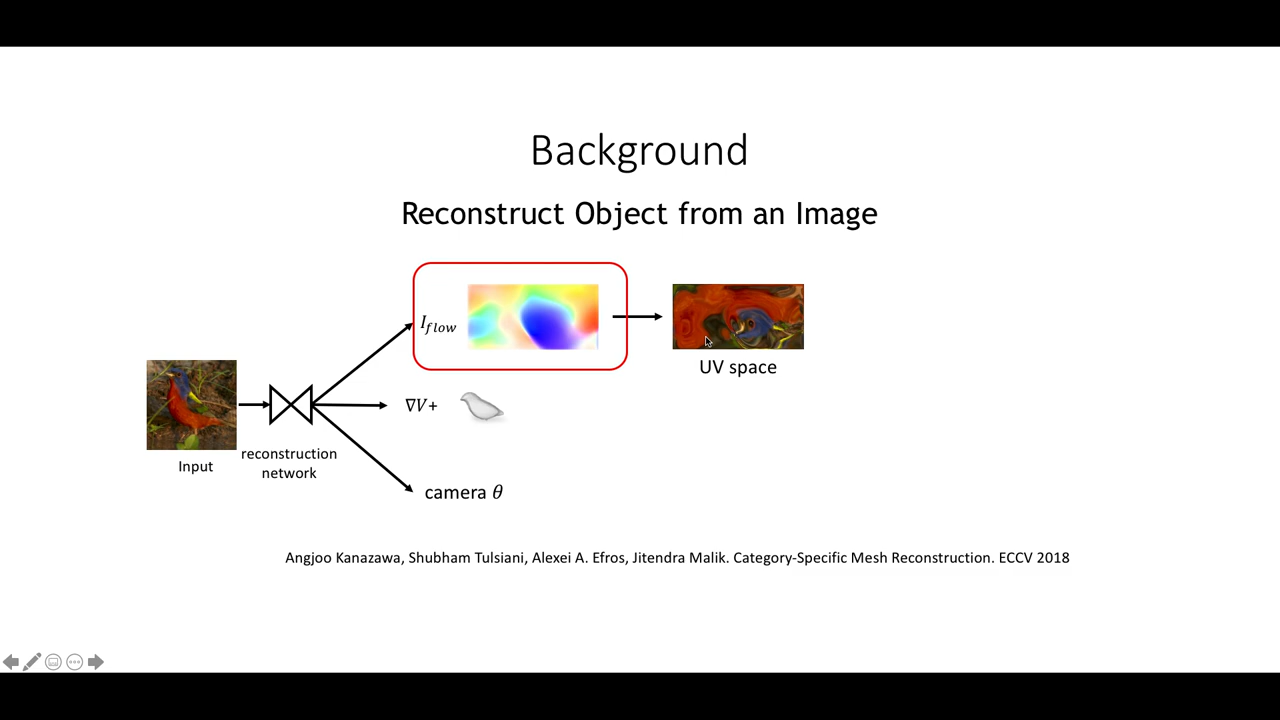 Background
Reconstruct Object from an Image
I_flow
UV space
∇V+
Input
reconstruction
network
camera θ
Angjoo Kanazawa, Shubham Tulsiani, Alexei A. Efros, Jitendra Malik. Category-Specific Mesh Reconstruction. ECCV 2018